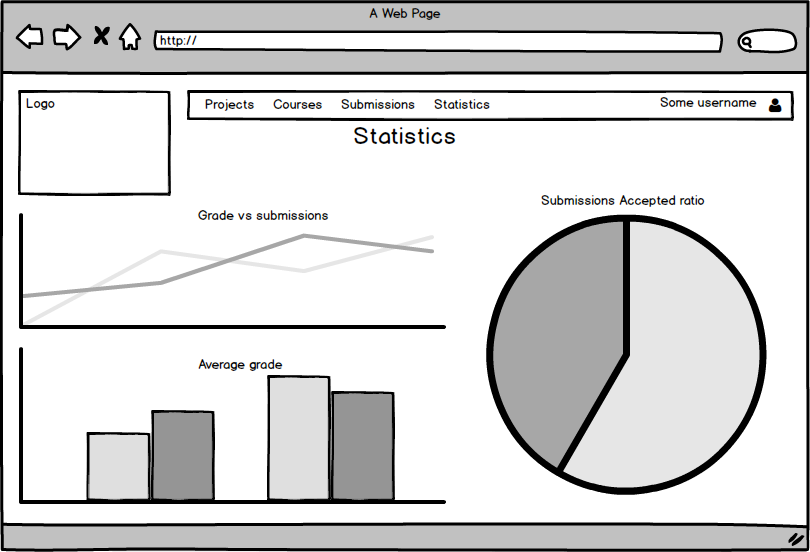 A Web Page
http://
Logo
Projects Courses Submissions Statistics Some username
Statistics
Submissions Accepted ratio
Grade vs submissions
Average grade